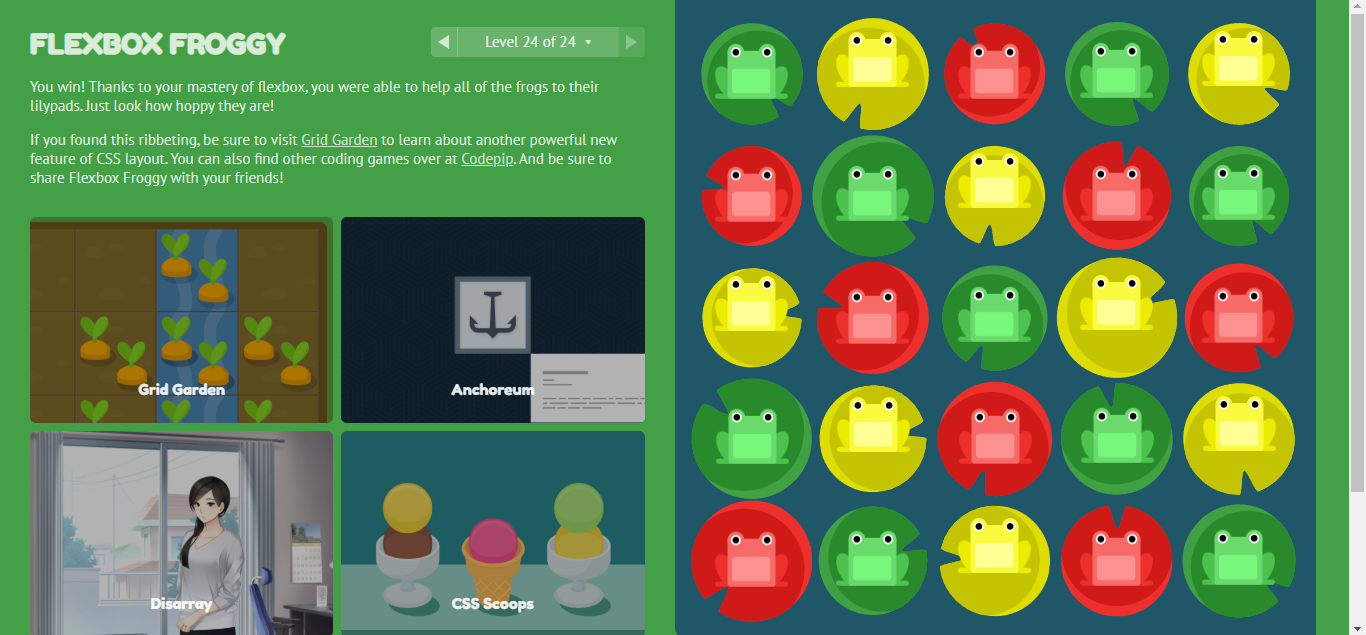 FLEXBOX FROGGY
Level 24 of 24
You win! Thanks to your mastery of flexbox, you were able to help all of the frogs to their
lilypads. Just look how hoppy they are!
If you found this ribbeting, be sure to visit Grid Garden to learn about another powerful new
feature of CSS layout. You can also find other coding games over at Codepip. And be sure to
share Flexbox Froggy with your friends!
Grid Garden
Anchoreum
Disarray
CSS Scoops